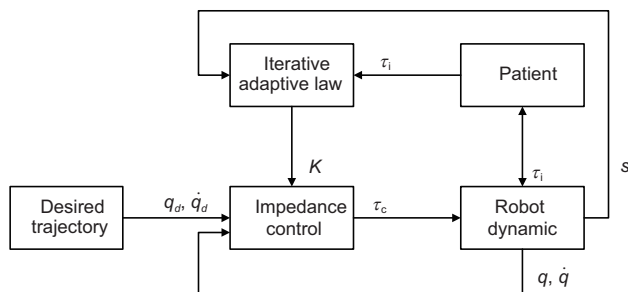 Iterative
adaptive law
τi
Patient
K
τi
s
Desired
trajectory
qd, q̇d
Impedance
control
τc
Robot
dynamic
q, q̇